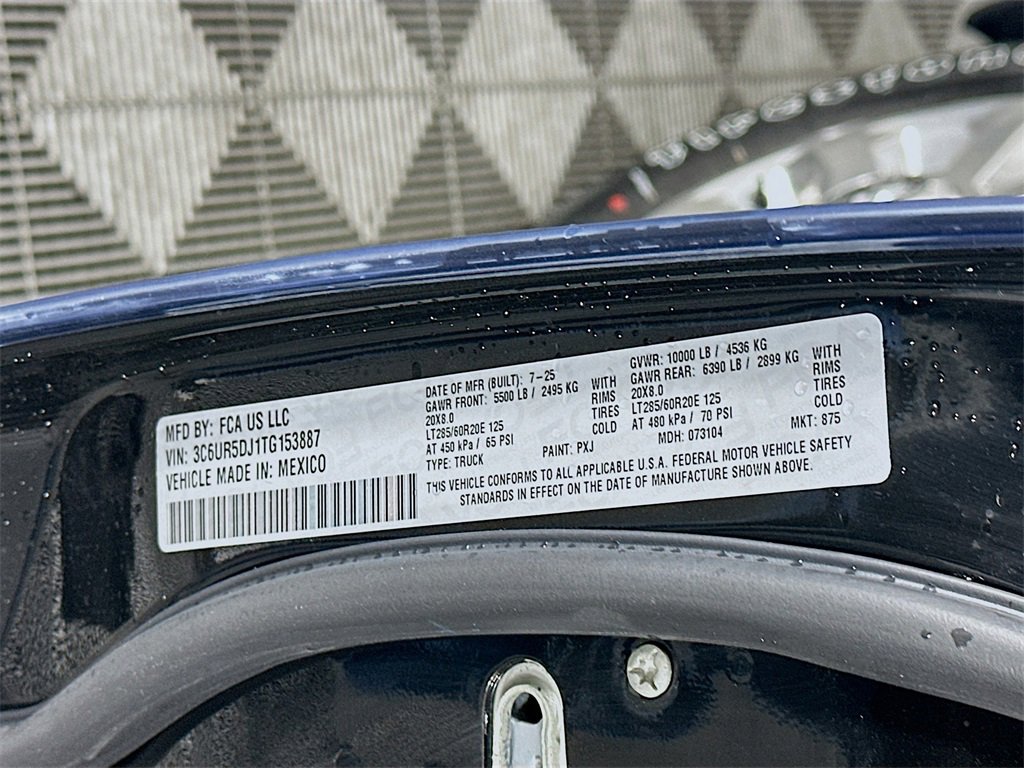 MFD BY: FCA US LLC
VIN: 3C6UR5DJ1TG153887
VEHICLE MADE IN: MEXICO
DATE OF MFR (BUILT): 7-25
GAWR FRONT: 5500 LB / 2495 KG WITH
20X8.0 RIMS
LT285/60R20E 125 TIRES
AT 450 kPa / 65 PSI COLD
TYPE: TRUCK PAINT: PXJ
GVWR: 10000 LB / 4536 KG
GAWR REAR: 6390 LB / 2899 KG WITH
20X8.0 RIMS
LT285/60R20E 125 TIRES
AT 480 kPa / 70 PSI COLD
MDH: 073104 MKT: 875
THIS VEHICLE CONFORMS TO ALL APPLICABLE U.S.A. FEDERAL MOTOR VEHICLE SAFETY
STANDARDS IN EFFECT ON THE DATE OF MANUFACTURE SHOWN ABOVE.